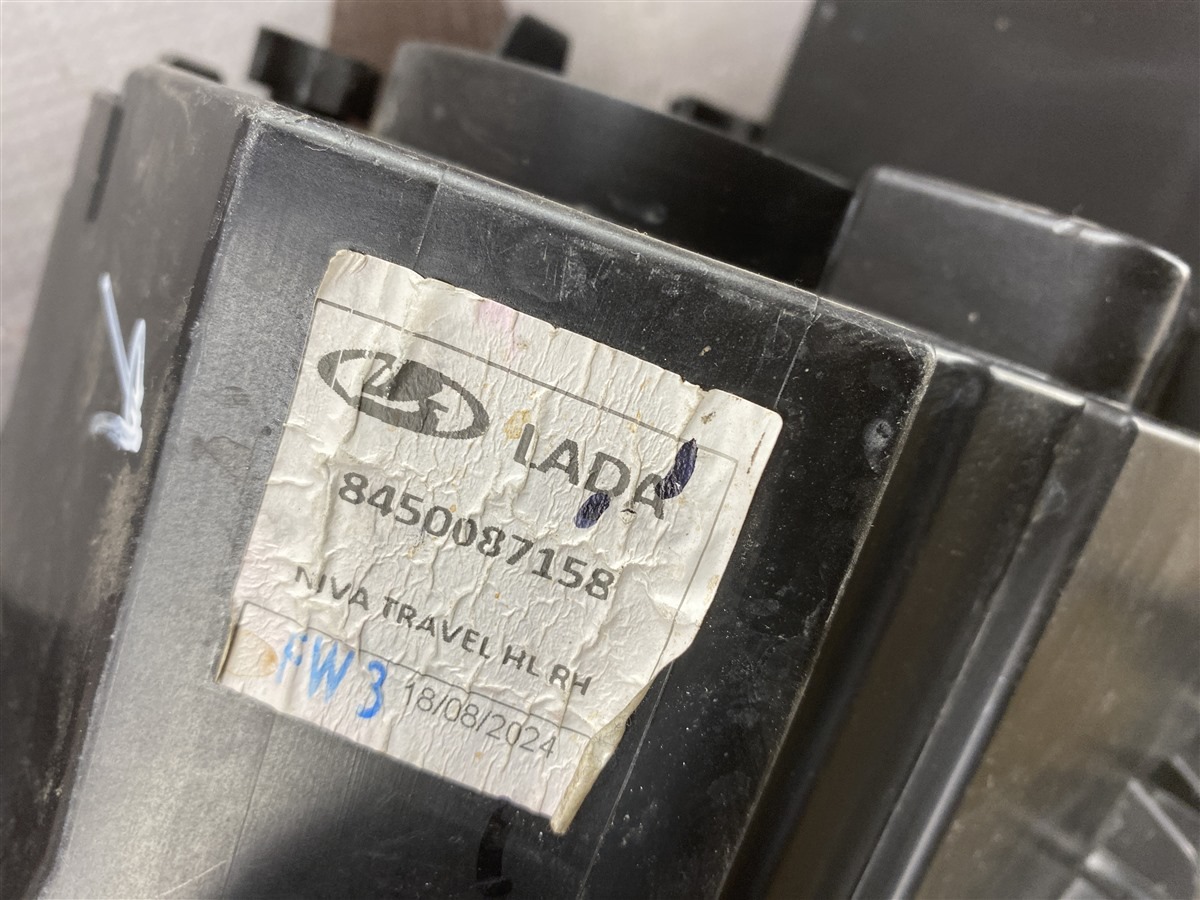 LADA
8450087158
NIVA TRAVEL HL RH
FW 3 18/08/2024